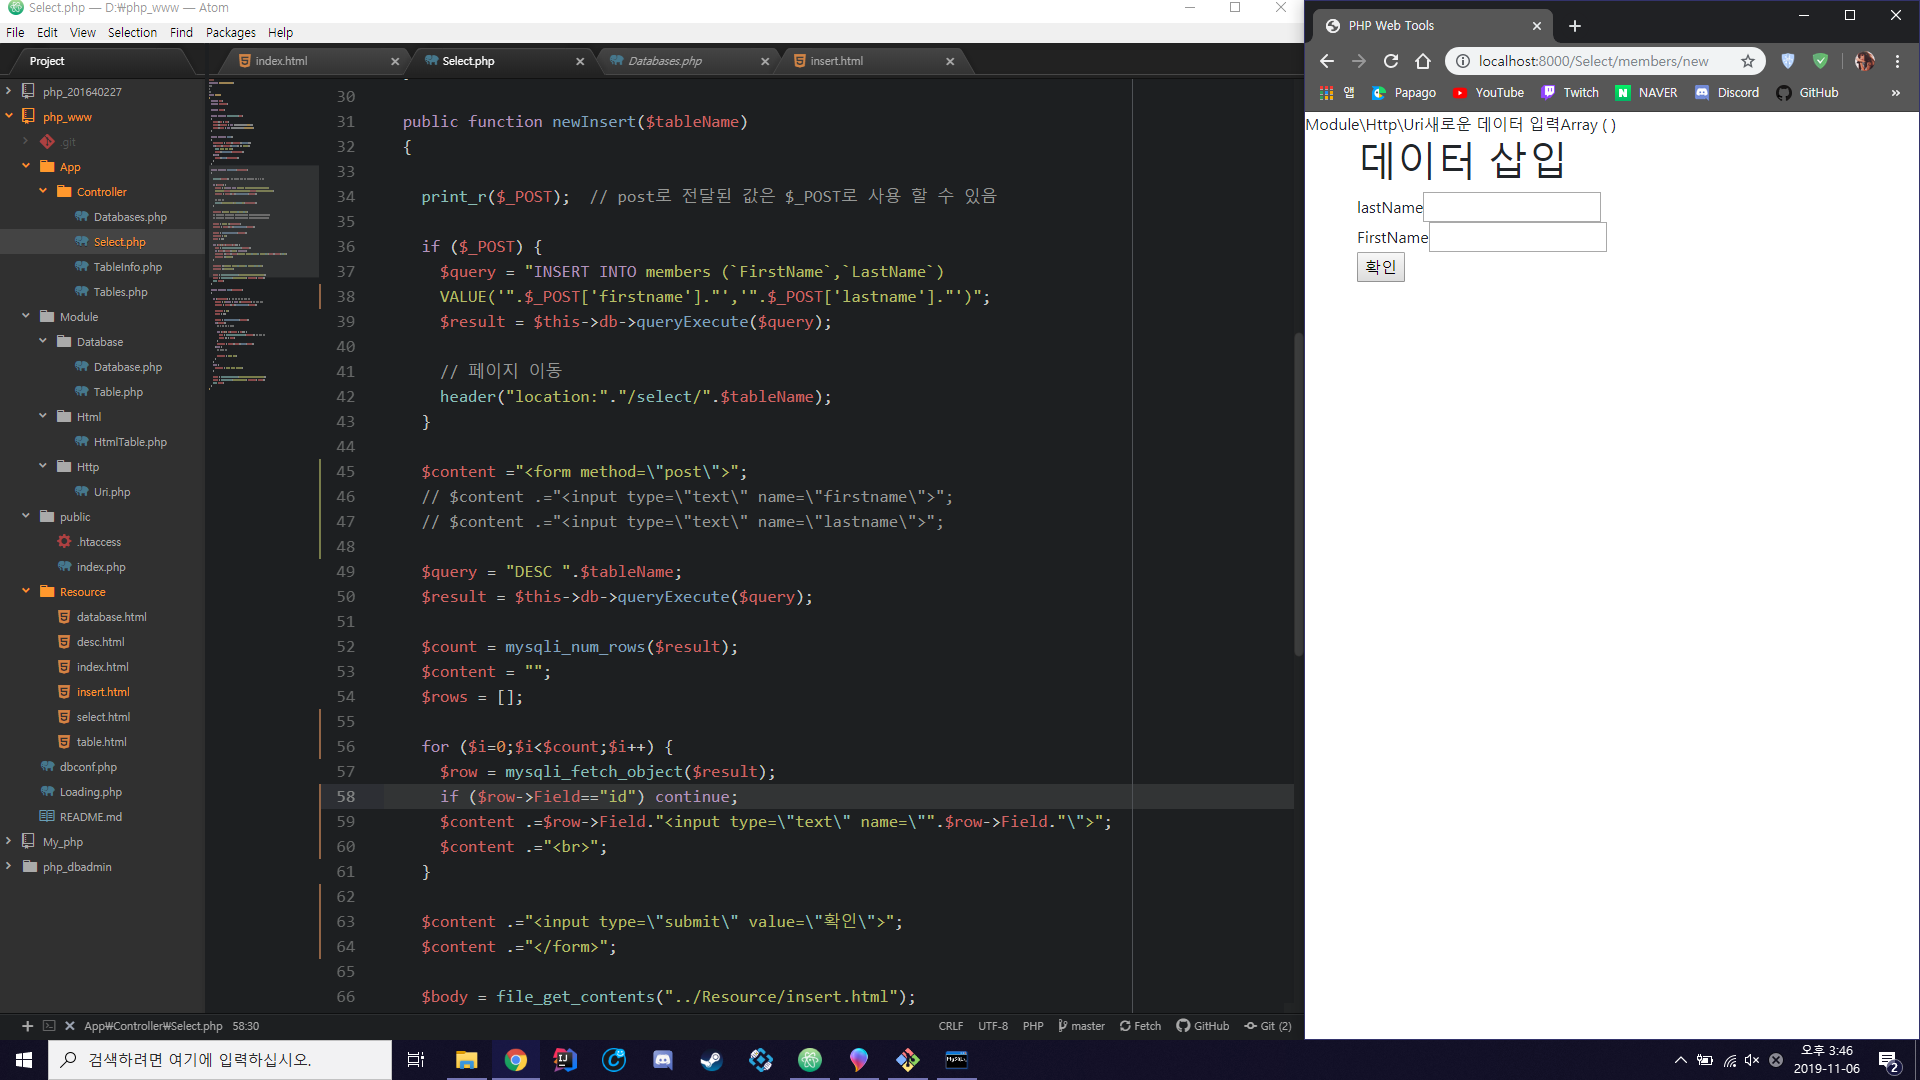 Select.php — D:₩php_www — Atom
File Edit View Selection Find Packages Help
Project
index.html
Select.php
Databases.php
insert.html
php_201640227
php_www
.git
App
Controller
Databases.php
Select.php
TableInfo.php
Tables.php
Module
Database
Database.php
Table.php
Html
HtmlTable.php
Http
Uri.php
public
.htaccess
index.php
Resource
database.html
desc.html
index.html
insert.html
select.html
table.html
dbconf.php
Loading.php
README.md
My_php
php_dbadmin
30
31 public function newInsert($tableName)
32 {
33
34 print_r($_POST);  // post로 전달된 값은 $_POST로 사용 할 수 있음
35
36 if ($_POST) {
37 $query = "INSERT INTO members (`FirstName`,`LastName`)
38 VALUE('".$_POST['firstname']."','".$_POST['lastname']."')";
39 $result = $this->db->queryExecute($query);
40
41 // 페이지 이동
42 header("location:"."/select/".$tableName);
43 }
44
45 $content ="<form method=\"post\">";
46 // $content .="<input type=\"text\" name=\"firstname\">";
47 // $content .="<input type=\"text\" name=\"lastname\">";
48
49 $query = "DESC ".$tableName;
50 $result = $this->db->queryExecute($query);
51
52 $count = mysqli_num_rows($result);
53 $content = "";
54 $rows = [];
55
56 for ($i=0;$i<$count;$i++) {
57 $row = mysqli_fetch_object($result);
58 if ($row->Field=="id") continue;
59 $content .=$row->Field."<input type=\"text\" name=\"".$row->Field."\">";
60 $content .="<br>";
61 }
62
63 $content .="<input type=\"submit\" value=\"확인\">";
64 $content .="</form>";
65
66 $body = file_get_contents("../Resource/insert.html");
App₩Controller₩Select.php 58:30
CRLF UTF-8 PHP master Fetch GitHub Git (2)
PHP Web Tools
localhost:8000/Select/members/new
앱 Papago YouTube Twitch NAVER Discord GitHub »
Module\Http\Uri새로운 데이터 입력Array ( )
데이터 삽입
lastName
FirstName
확인
검색하려면 여기에 입력하십시오.
오후 3:46
2019-11-06
2